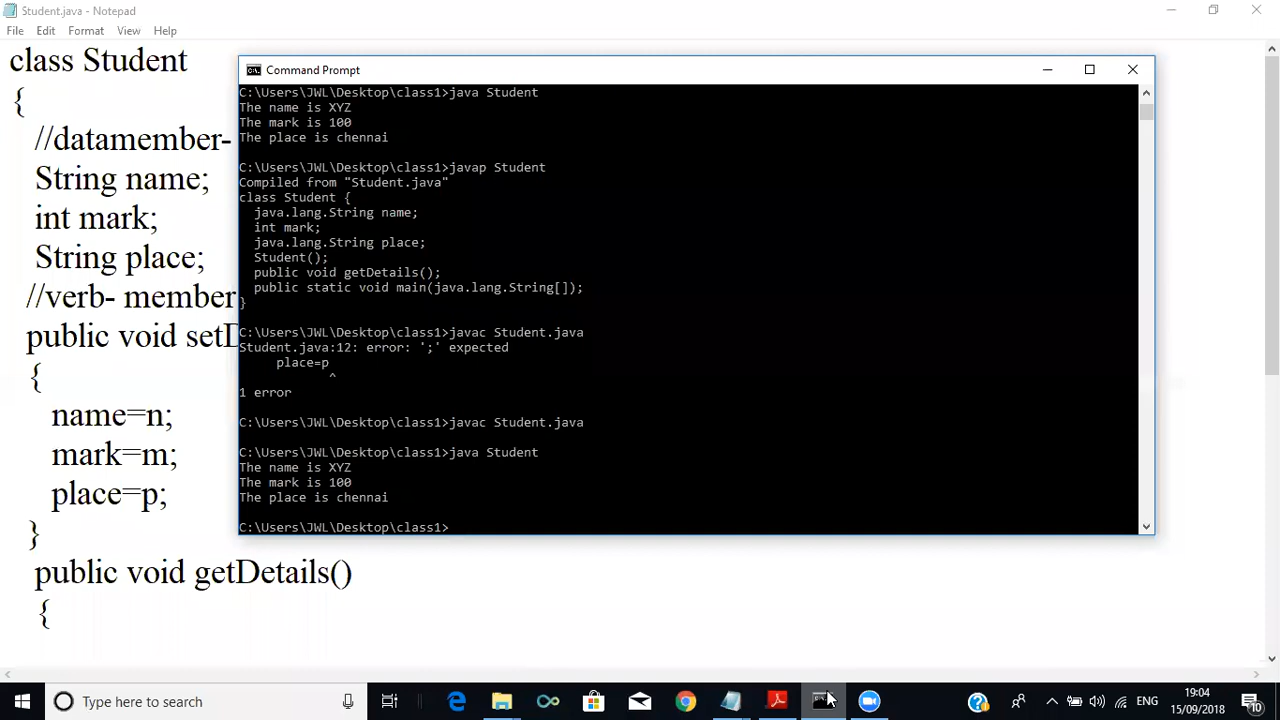 Student.java - Notepad
File Edit Format View Help
class Student
{
//datamember-
String name;
int mark;
String place;
//verb- member
public void setD
{
name=n;
mark=m;
place=p;
}
public void getDetails()
{
Command Prompt
C:\Users\JWL\Desktop\class1>java Student
The name is XYZ
The mark is 100
The place is chennai
C:\Users\JWL\Desktop\class1>javap Student
Compiled from "Student.java"
class Student {
java.lang.String name;
int mark;
java.lang.String place;
Student();
public void getDetails();
public static void main(java.lang.String[]);
}
C:\Users\JWL\Desktop\class1>javac Student.java
Student.java:12: error: ';' expected
place=p
^
1 error
C:\Users\JWL\Desktop\class1>javac Student.java
C:\Users\JWL\Desktop\class1>java Student
The name is XYZ
The mark is 100
The place is chennai
C:\Users\JWL\Desktop\class1>
Type here to search
ENG
19:04
15/09/2018
10